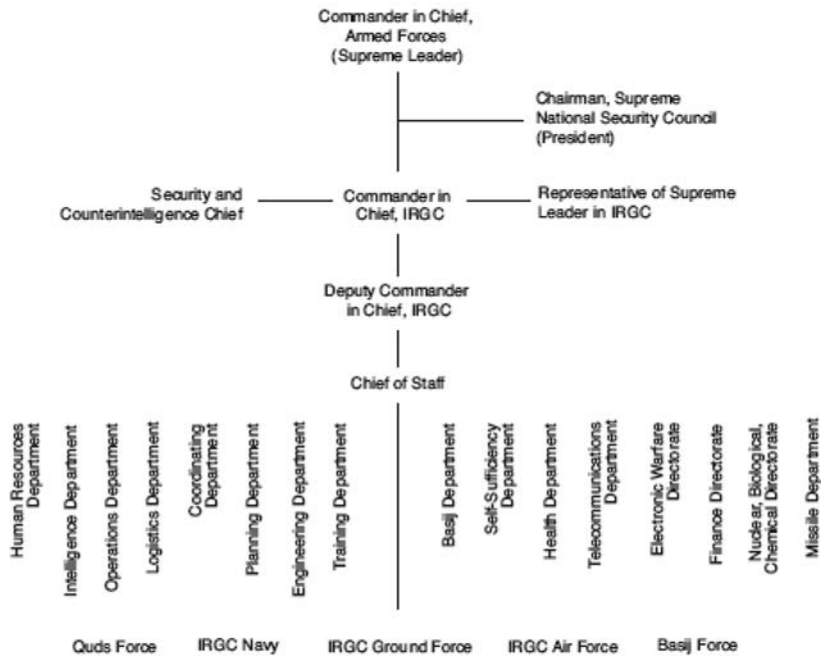 Commander in Chief,
Armed Forces
(Supreme Leader)
Chairman, Supreme
National Security Council
(President)
Security and
Counterintelligence Chief
Commander in
Chief, IRGC
Representative of Supreme
Leader in IRGC
Deputy Commander
in Chief, IRGC
Chief of Staff
Human Resources
Department
Intelligence Department
Operations Department
Logistics Department
Coordinating
Department
Planning Department
Engineering Department
Training Department
Basij Department
Self-Sufficiency
Department
Health Department
Telecommunications
Department
Electronic Warfare
Directorate
Finance Directorate
Nuclear, Biological,
Chemical Directorate
Missile Department
Quds Force
IRGC Navy
IRGC Ground Force
IRGC Air Force
Basij Force